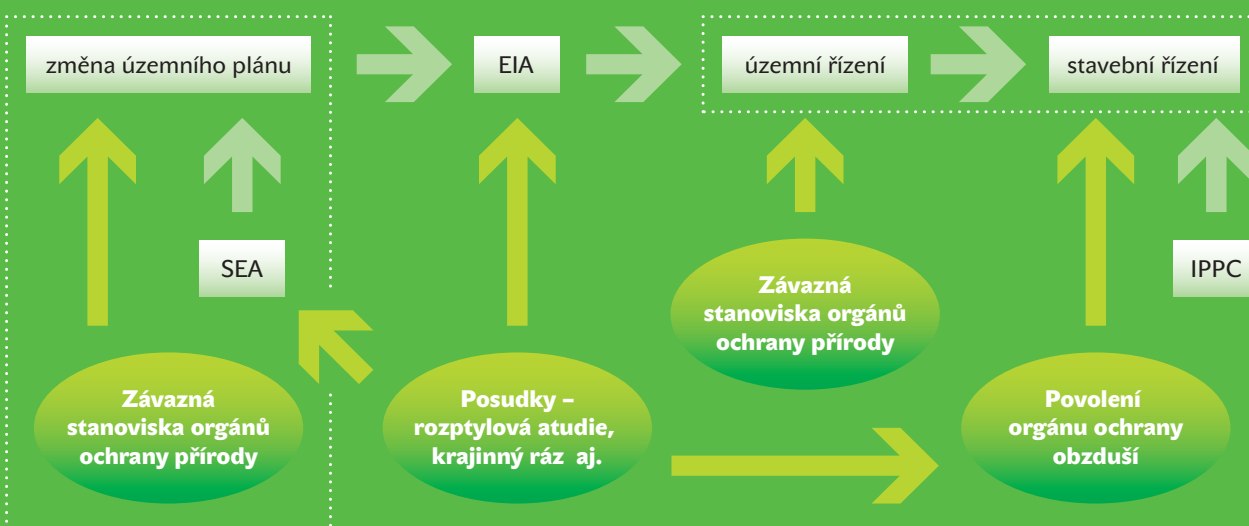 změna územního plánu
EIA
územní řízení
stavební řízení
SEA
IPPC
Závazná
stanoviska orgánů
ochrany přírody
Závazná
stanoviska orgánů
ochrany přírody
Posudky –
rozptylová atudie,
krajinný ráz aj.
Povolení
orgánu ochrany
obzduší